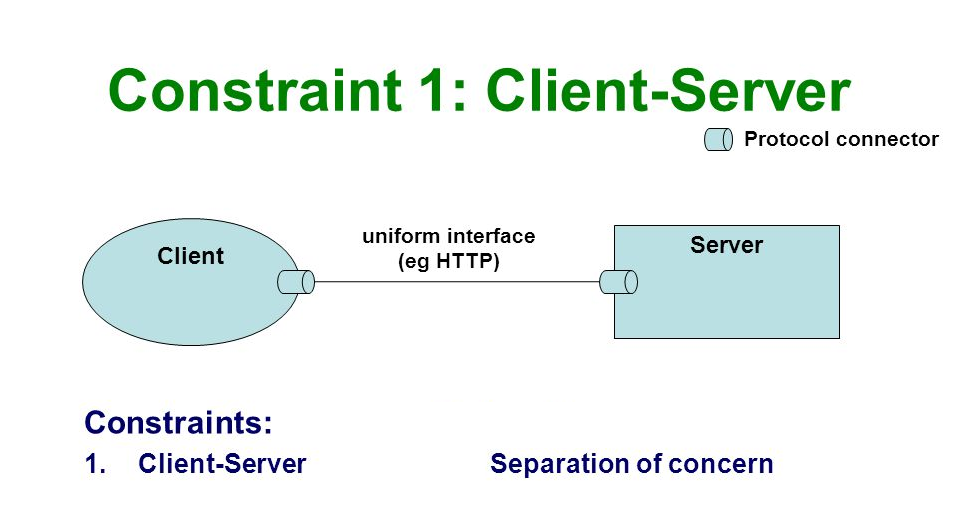 Constraint 1: Client-Server
Protocol connector
uniform interface
(eg HTTP)
Client
Server
Constraints:
1. Client-Server Separation of concern